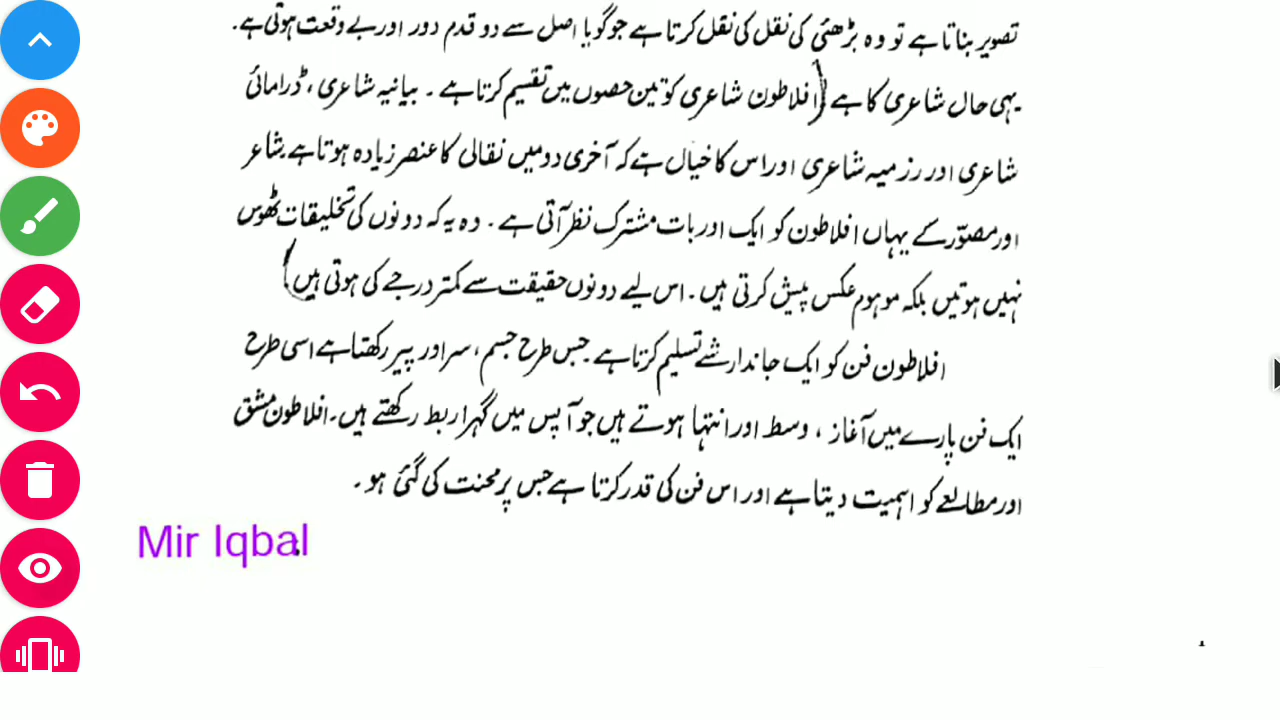 تصویر بناتا ہے تو وہ بڑھئی کی نقل کی نقل کرتا ہے جو گویا اصل سے دو قدم دور اور بے وقعت ہوتی ہے۔
یہی حال شاعری کا ہے (افلاطون شاعری کو تین حصوں میں تقسیم کرتا ہے ۔ بیانیہ شاعری ، ڈرامائی
شاعری اور رزمیہ شاعری اور اس کا خیال ہے کہ آخری دو میں نقالی کا عنصر زیادہ ہوتا ہے شاعر
اور مصوّر کے یہاں افلاطون کو ایک اور بات مشترک نظر آتی ہے ۔ وہ یہ کہ دونوں کی تخلیقات ٹھوس
نہیں ہوتیں بلکہ موہوم عکس پیش کرتی ہیں ۔ اس لیے دونوں حقیقت سے کمتر درجے کی ہوتی ہیں)
افلاطون فن کو ایک جاندار شے تسلیم کرتا ہے جس طرح جسم ، سر اور پیر رکھتا ہے اسی طرح
ایک فن پارے میں آغاز ، وسط اور انتہا ہوتے ہیں جو آپس میں گہرا ربط رکھتے ہیں ۔ افلاطون مشق
اور مطالعے کو اہمیت دیتا ہے اور اس فن کی قدر کرتا ہے جس پر محنت کی گئی ہو ۔
Mir Iqbal